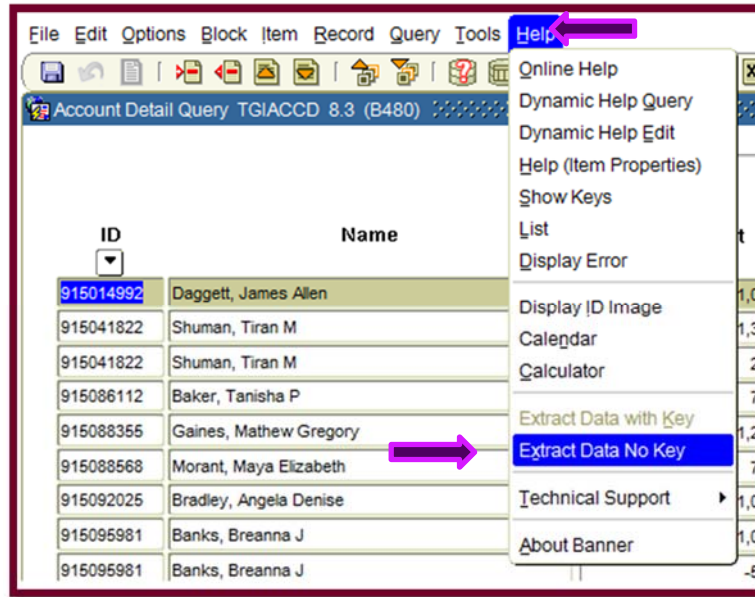 File Edit Options Block Item Record Query Tools Help
Account Detail Query TGIACCD 8.3 (B480)
Online Help
Dynamic Help Query
Dynamic Help Edit
Help (Item Properties)
Show Keys
List
Display Error
Display ID Image
Calendar
Calculator
Extract Data with Key
Extract Data No Key
Technical Support
About Banner
ID Name
915014992 Daggett, James Allen
915041822 Shuman, Tiran M
915041822 Shuman, Tiran M
915086112 Baker, Tanisha P
915088355 Gaines, Mathew Gregory
915088568 Morant, Maya Elizabeth
915092025 Bradley, Angela Denise
915095981 Banks, Breanna J
915095981 Banks, Breanna J